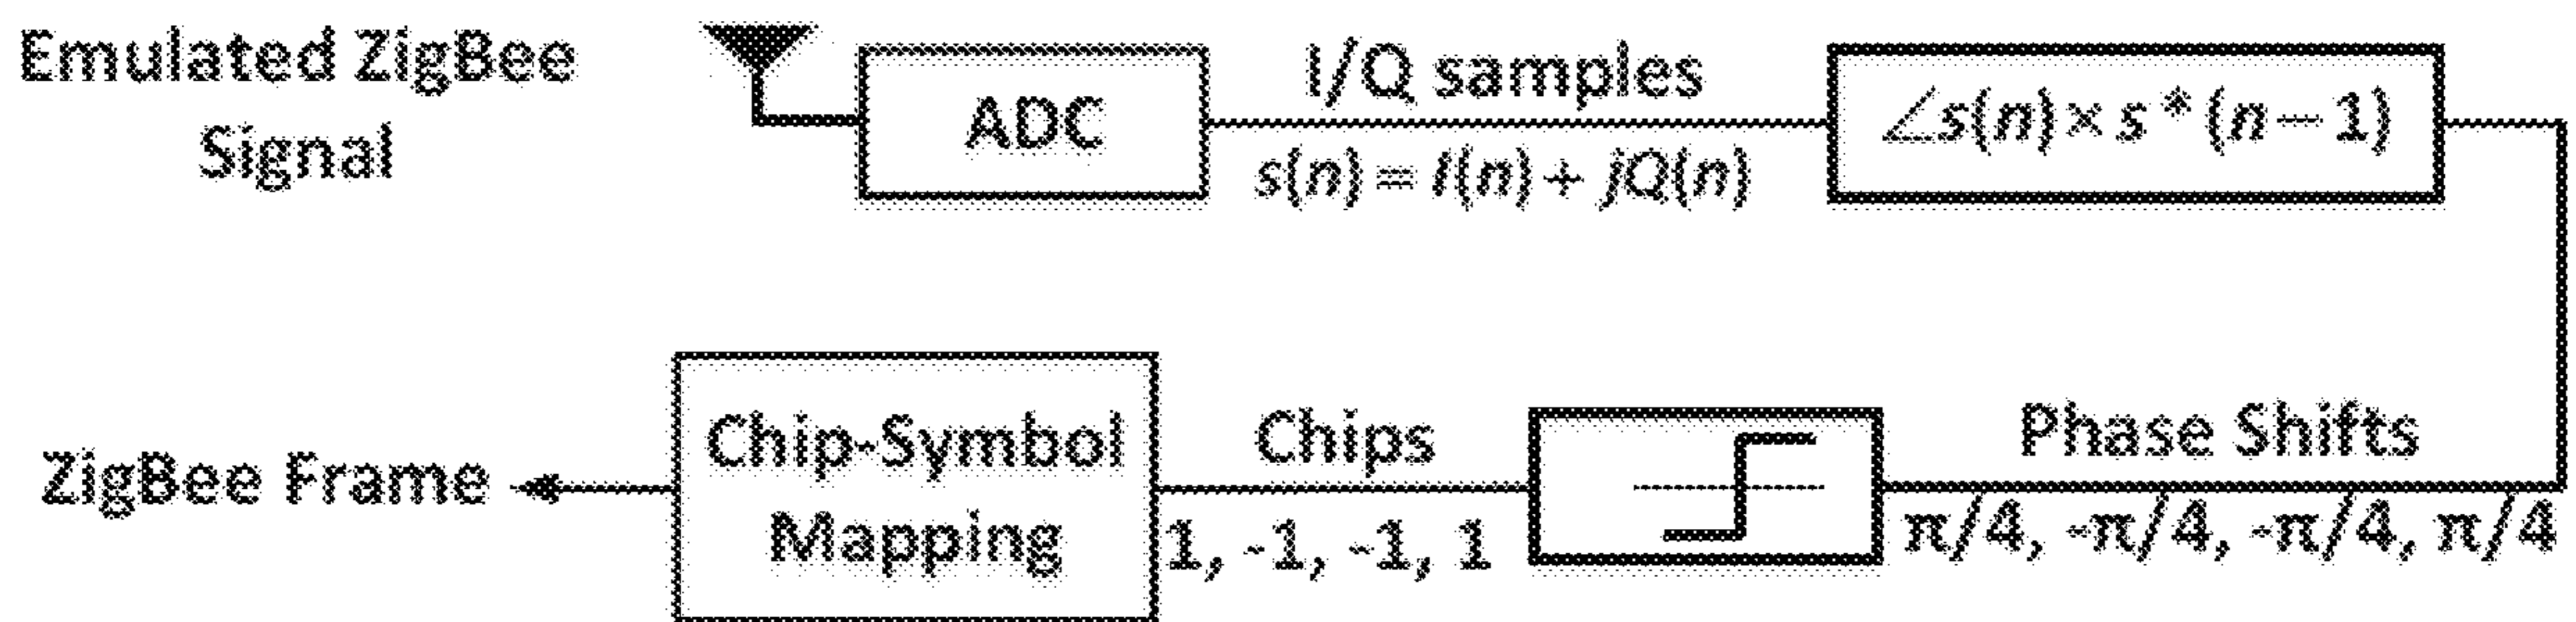 Emulated ZigBee
Signal
ADC
I/Q samples
s(n) = I(n) + jQ(n)
∠s(n)× s*(n−1)
ZigBee Frame
Chip-Symbol
Mapping
Chips
1, -1, -1, 1
Phase Shifts
π/4, -π/4, -π/4, π/4